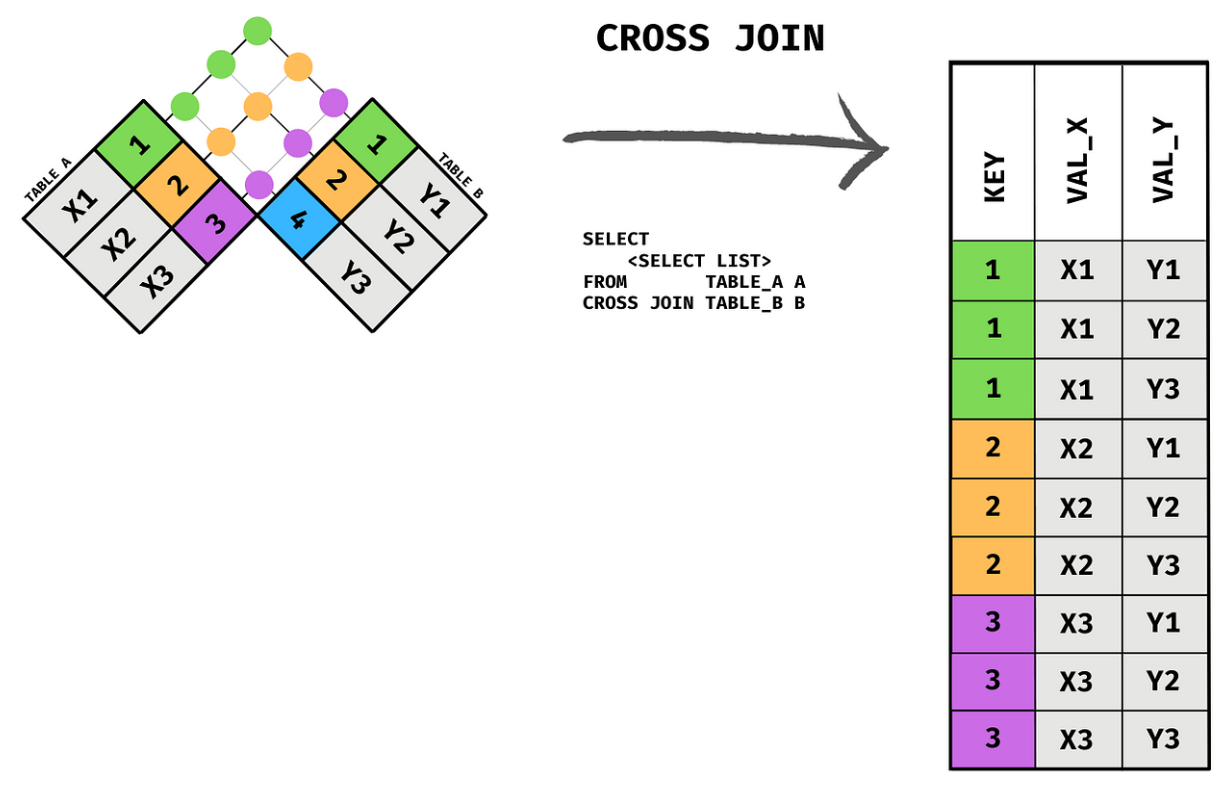 CROSS JOIN
TABLE A
1
X1
2
X2
3
X3
TABLE B
1
Y1
2
Y2
4
Y3
SELECT
<SELECT LIST>
FROM TABLE_A A
CROSS JOIN TABLE_B B
KEY VAL_X VAL_Y
1 X1 Y1
1 X1 Y2
1 X1 Y3
2 X2 Y1
2 X2 Y2
2 X2 Y3
3 X3 Y1
3 X3 Y2
3 X3 Y3